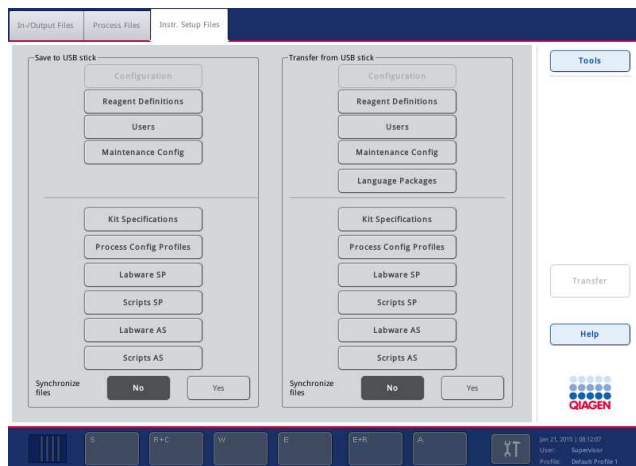 In-/Output Files
Process Files
Instr. Setup Files
Save to USB stick
Configuration
Reagent Definitions
Users
Maintenance Config
Kit Specifications
Process Config Profiles
Labware SP
Scripts SP
Labware AS
Scripts AS
Synchronize
files
No
Yes
Transfer from USB stick
Configuration
Reagent Definitions
Users
Maintenance Config
Language Packages
Kit Specifications
Process Config Profiles
Labware SP
Scripts SP
Labware AS
Scripts AS
Synchronize
files
No
Yes
Tools
Transfer
Help
QIAGEN
S
R+C
W
E
E+R
A
Jan 21, 2015 | 08:12:07
User: Supervisor
Profile: Default Profile 1